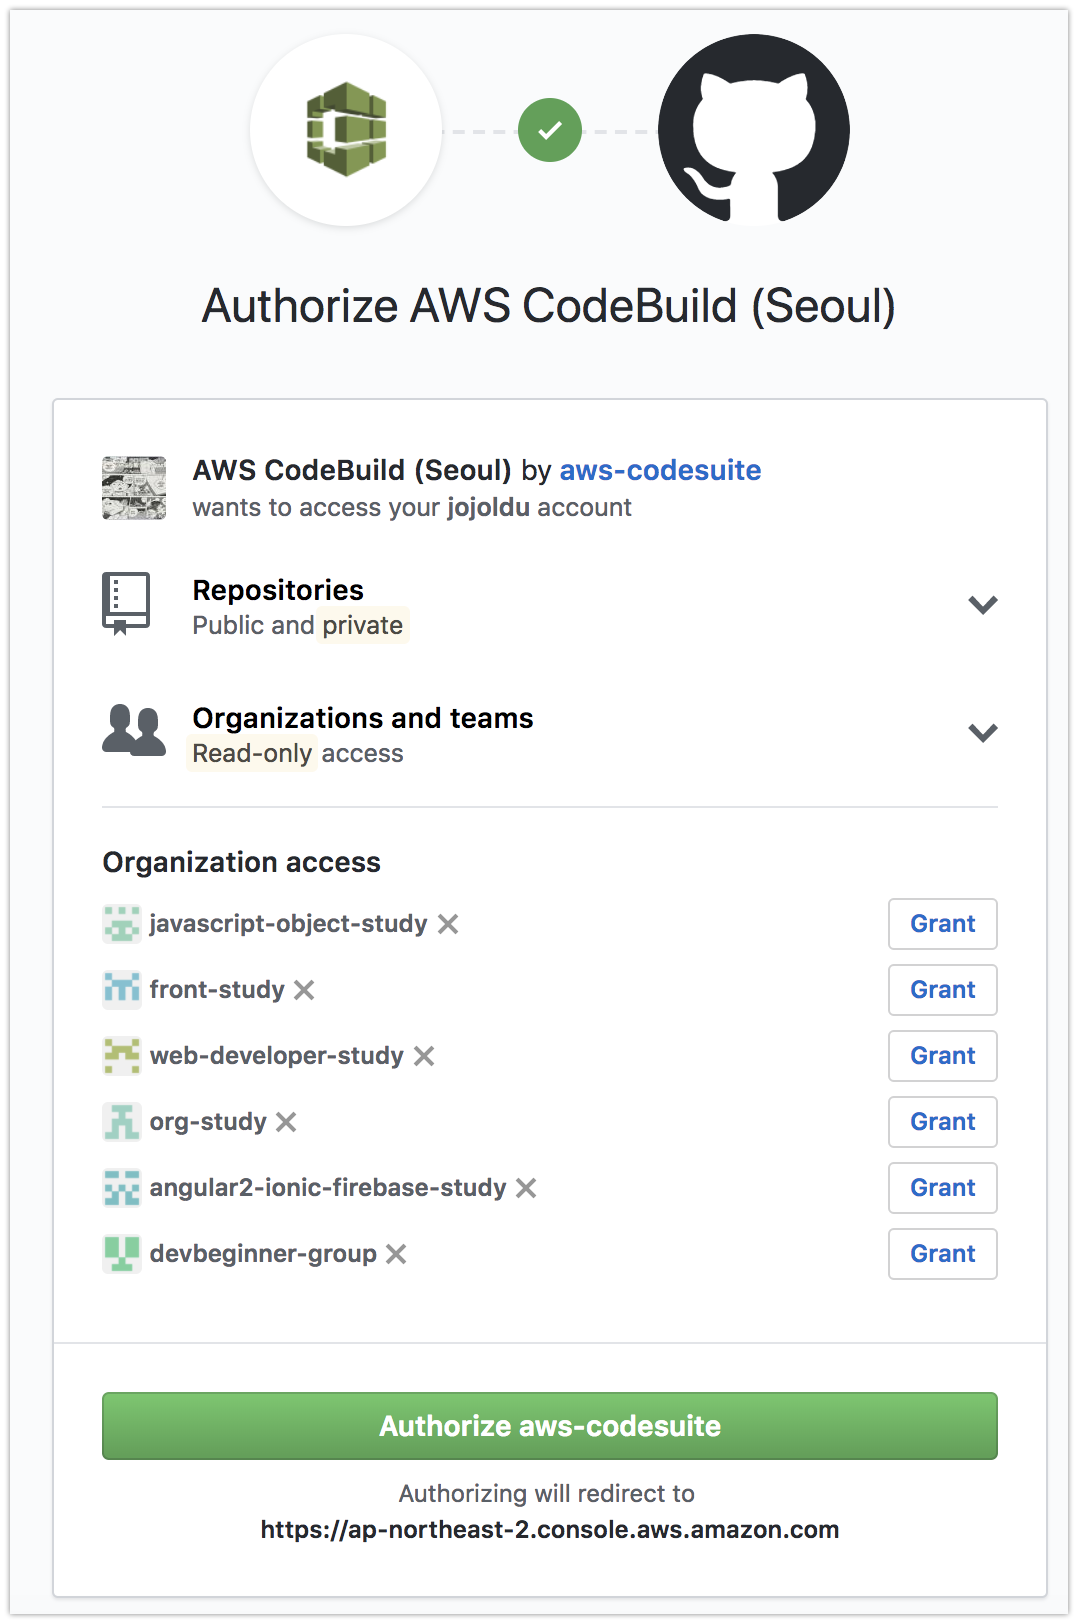 Authorize AWS CodeBuild (Seoul)
AWS CodeBuild (Seoul) by aws-codesuite
wants to access your jojoldu account
Repositories
Public and private
Organizations and teams
Read-only access
Organization access
javascript-object-study Grant
front-study Grant
web-developer-study Grant
org-study Grant
angular2-ionic-firebase-study Grant
devbeginner-group Grant
Authorize aws-codesuite
Authorizing will redirect to
https://ap-northeast-2.console.aws.amazon.com